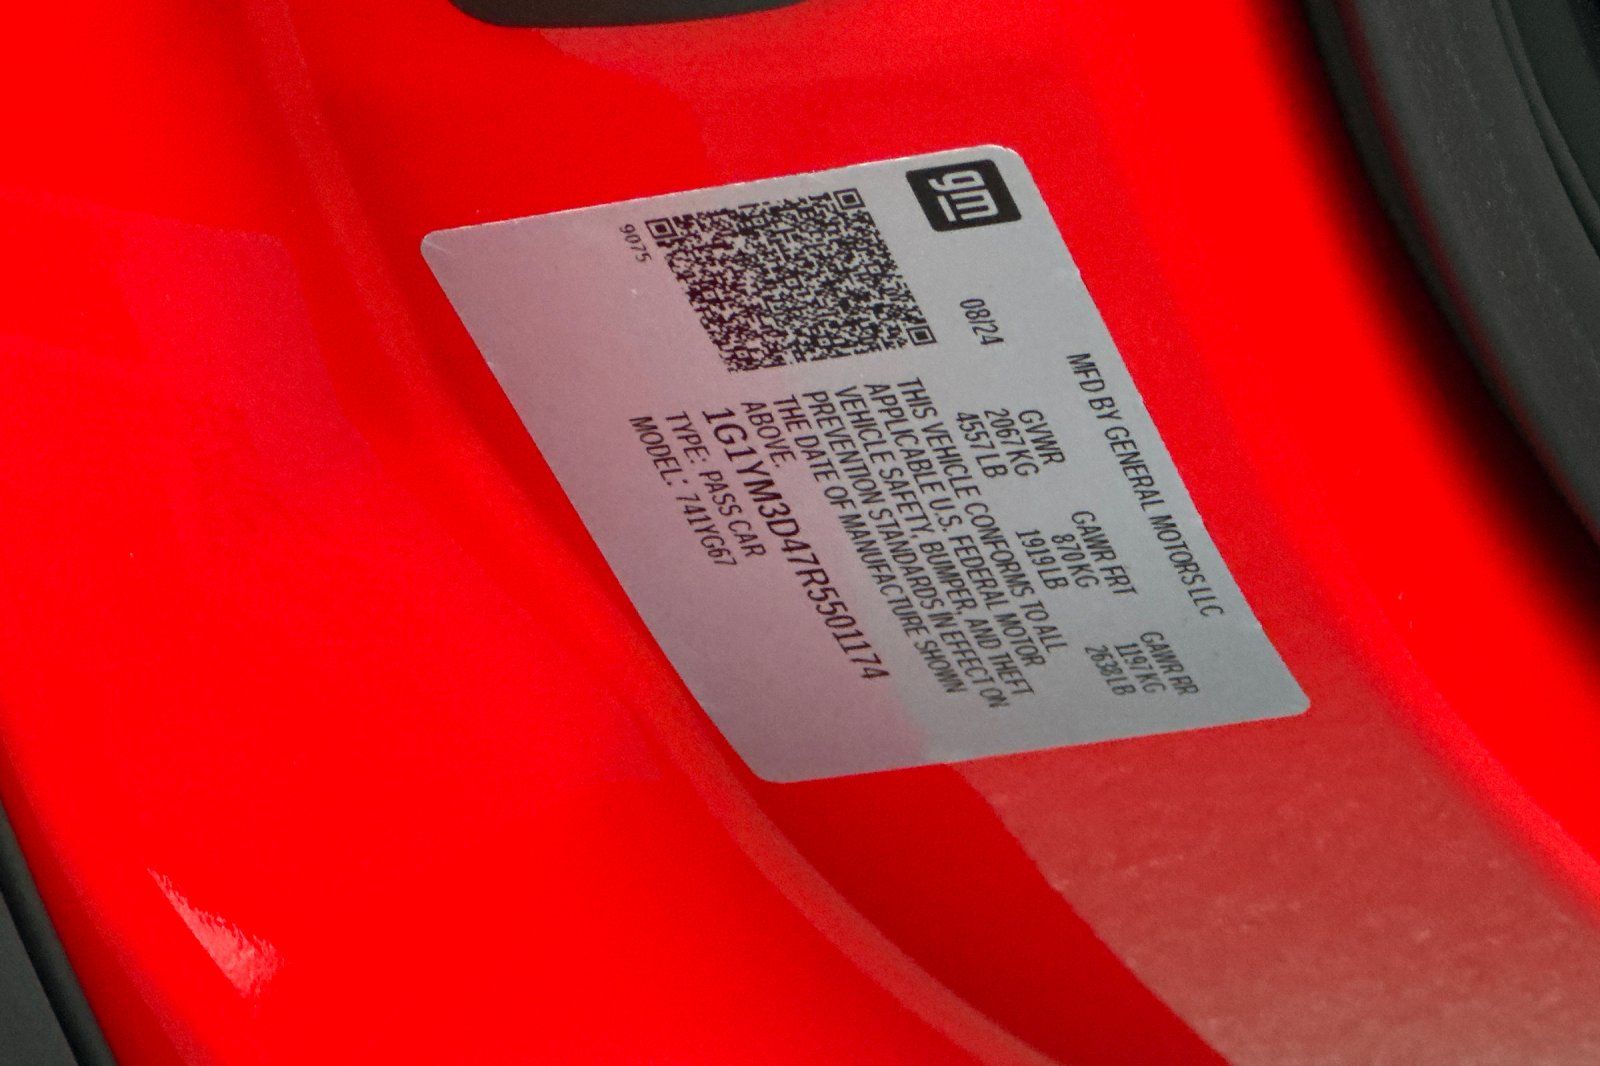 gm
MFD BY GENERAL MOTORS LLC
08/24
GVWR GAWR FRT GAWR RR
2067 KG 870 KG 1197 KG
4557 LB 1919 LB 2638 LB
THIS VEHICLE CONFORMS TO ALL
APPLICABLE U.S. FEDERAL MOTOR
VEHICLE SAFETY, BUMPER, AND THEFT
PREVENTION STANDARDS IN EFFECT ON
THE DATE OF MANUFACTURE SHOWN
ABOVE.
1G1YM3D47R5501174
TYPE: PASS CAR
MODEL: 741YG67
9075